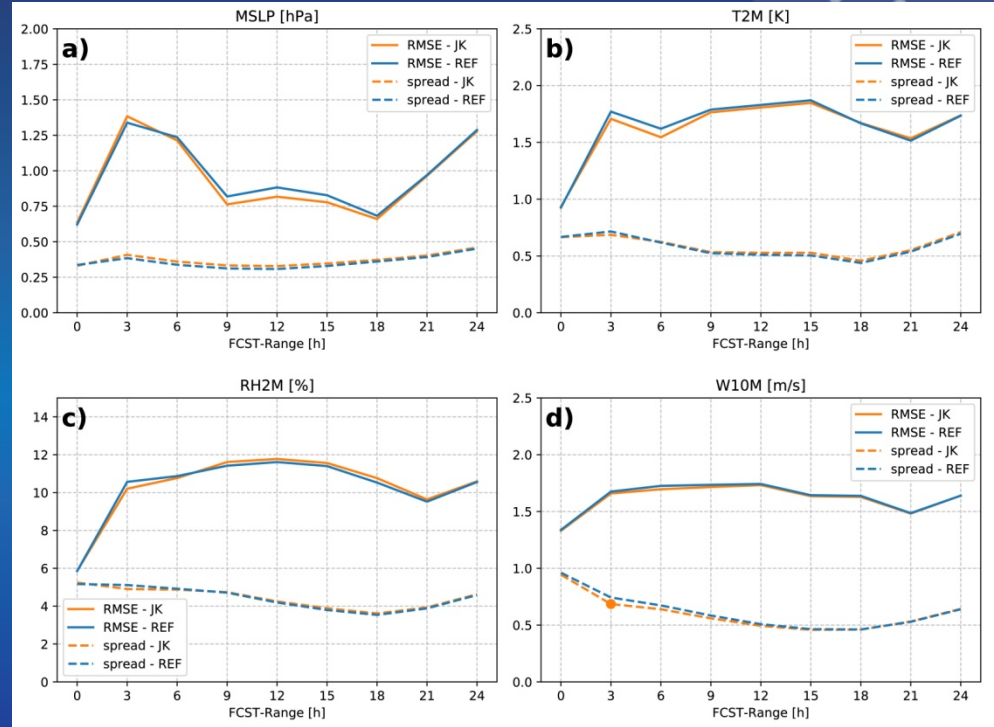 MSLP [hPa]
a)
2.00
1.75
1.50
1.25
1.00
0.75
0.50
0.25
0.00
RMSE - JK
RMSE - REF
spread - JK
spread - REF
0 3 6 9 12 15 18 21 24
FCST-Range [h]
T2M [K]
b)
2.5
2.0
1.5
1.0
0.5
0.0
RMSE - JK
RMSE - REF
spread - JK
spread - REF
0 3 6 9 12 15 18 21 24
FCST-Range [h]
RH2M [%]
c)
14
12
10
8
6
4
2
0
RMSE - JK
RMSE - REF
spread - JK
spread - REF
0 3 6 9 12 15 18 21 24
FCST-Range [h]
W10M [m/s]
d)
2.5
2.0
1.5
1.0
0.5
0.0
RMSE - JK
RMSE - REF
spread - JK
spread - REF
0 3 6 9 12 15 18 21 24
FCST-Range [h]